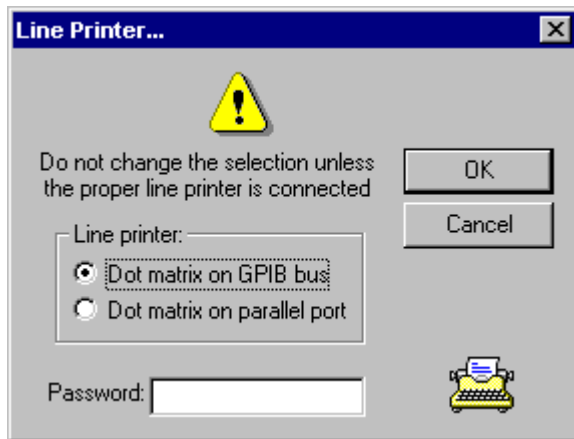 Line Printer...
Do not change the selection unless
the proper line printer is connected
OK
Cancel
Line printer:
Dot matrix on GPIB bus
Dot matrix on parallel port
Password: